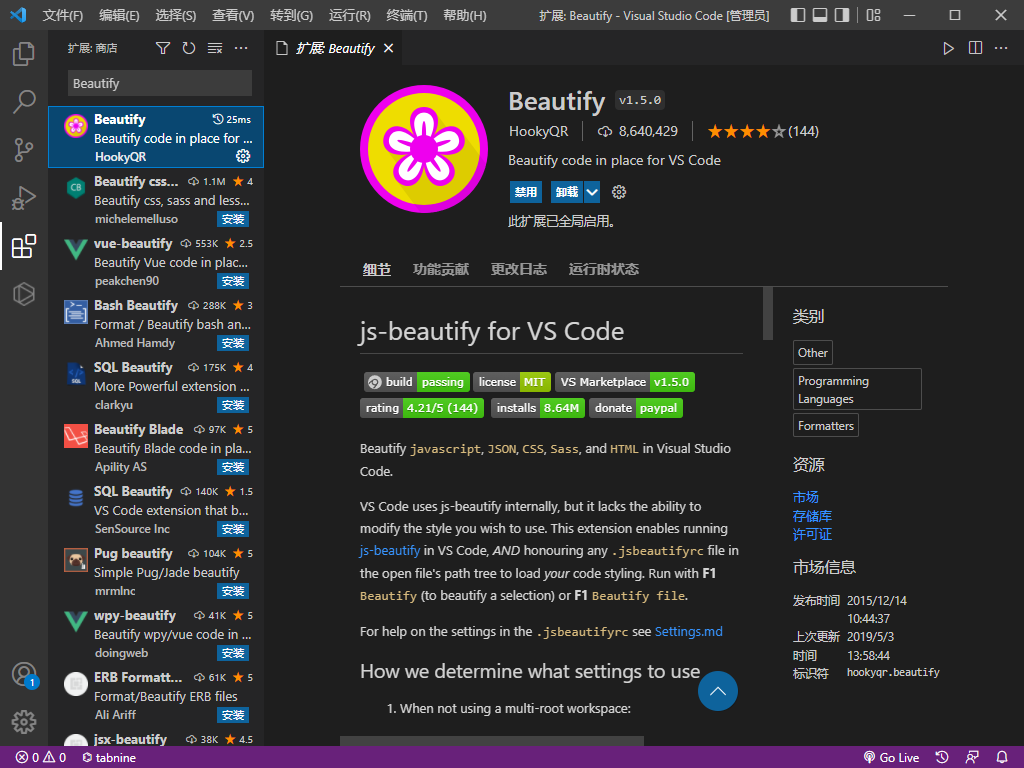 文件(F) 编辑(E) 选择(S) 查看(V) 转到(G) 运行(R) 终端(T) 帮助(H) 扩展: Beautify - Visual Studio Code [管理员]
扩展: 商店
扩展: Beautify
Beautify
Beautify 25ms
Beautify code in place for ...
HookyQR
CB
Beautify css... 1.1M 4
Beautify css, sass and less...
michelemelluso 安装
vue-beautify 553K 2.5
Beautify Vue code in plac...
peakchen90 安装
Bash Beautify 288K 3
Format / Beautify bash an...
Ahmed Hamdy 安装
SQL Beautify 175K 4
More Powerful extension ...
clarkyu 安装
Beautify Blade 97K 5
Beautify Blade code in pla...
Apility AS 安装
SQL Beautify 140K 1.5
VS Code extension that b...
SenSource Inc 安装
Pug beautify 104K 5
Simple Pug/Jade beautify
mrmlnc 安装
wpy-beautify 41K 5
Beautify wpy/vue code in ...
doingweb 安装
ERB Formatt... 61K 5
Format/Beautify ERB files
Ali Ariff 安装
jsx-beautify 38K 4.5
1
Beautify v1.5.0
HookyQR 8,640,429 (144)
Beautify code in place for VS Code
禁用 卸载
此扩展已全局启用。
细节 功能贡献 更改日志 运行时状态
js-beautify for VS Code
build passing license MIT VS Marketplace v1.5.0
rating 4.21/5 (144) installs 8.64M donate paypal
Beautify javascript, JSON, CSS, Sass, and HTML in Visual Studio
Code.
VS Code uses js-beautify internally, but it lacks the ability to
modify the style you wish to use. This extension enables running
js-beautify in VS Code, AND honouring any .jsbeautifyrc file in
the open file's path tree to load your code styling. Run with F1
Beautify (to beautify a selection) or F1 Beautify file.
For help on the settings in the .jsbeautifyrc see Settings.md
How we determine what settings to use
1. When not using a multi-root workspace:
类别
Other
Programming
Languages
Formatters
资源
市场
存储库
许可证
市场信息
发布时间 2015/12/14
10:44:37
上次更新 2019/5/3
时间 13:58:44
标识符 hookyqr.beautify
0 0 tabnine Go Live